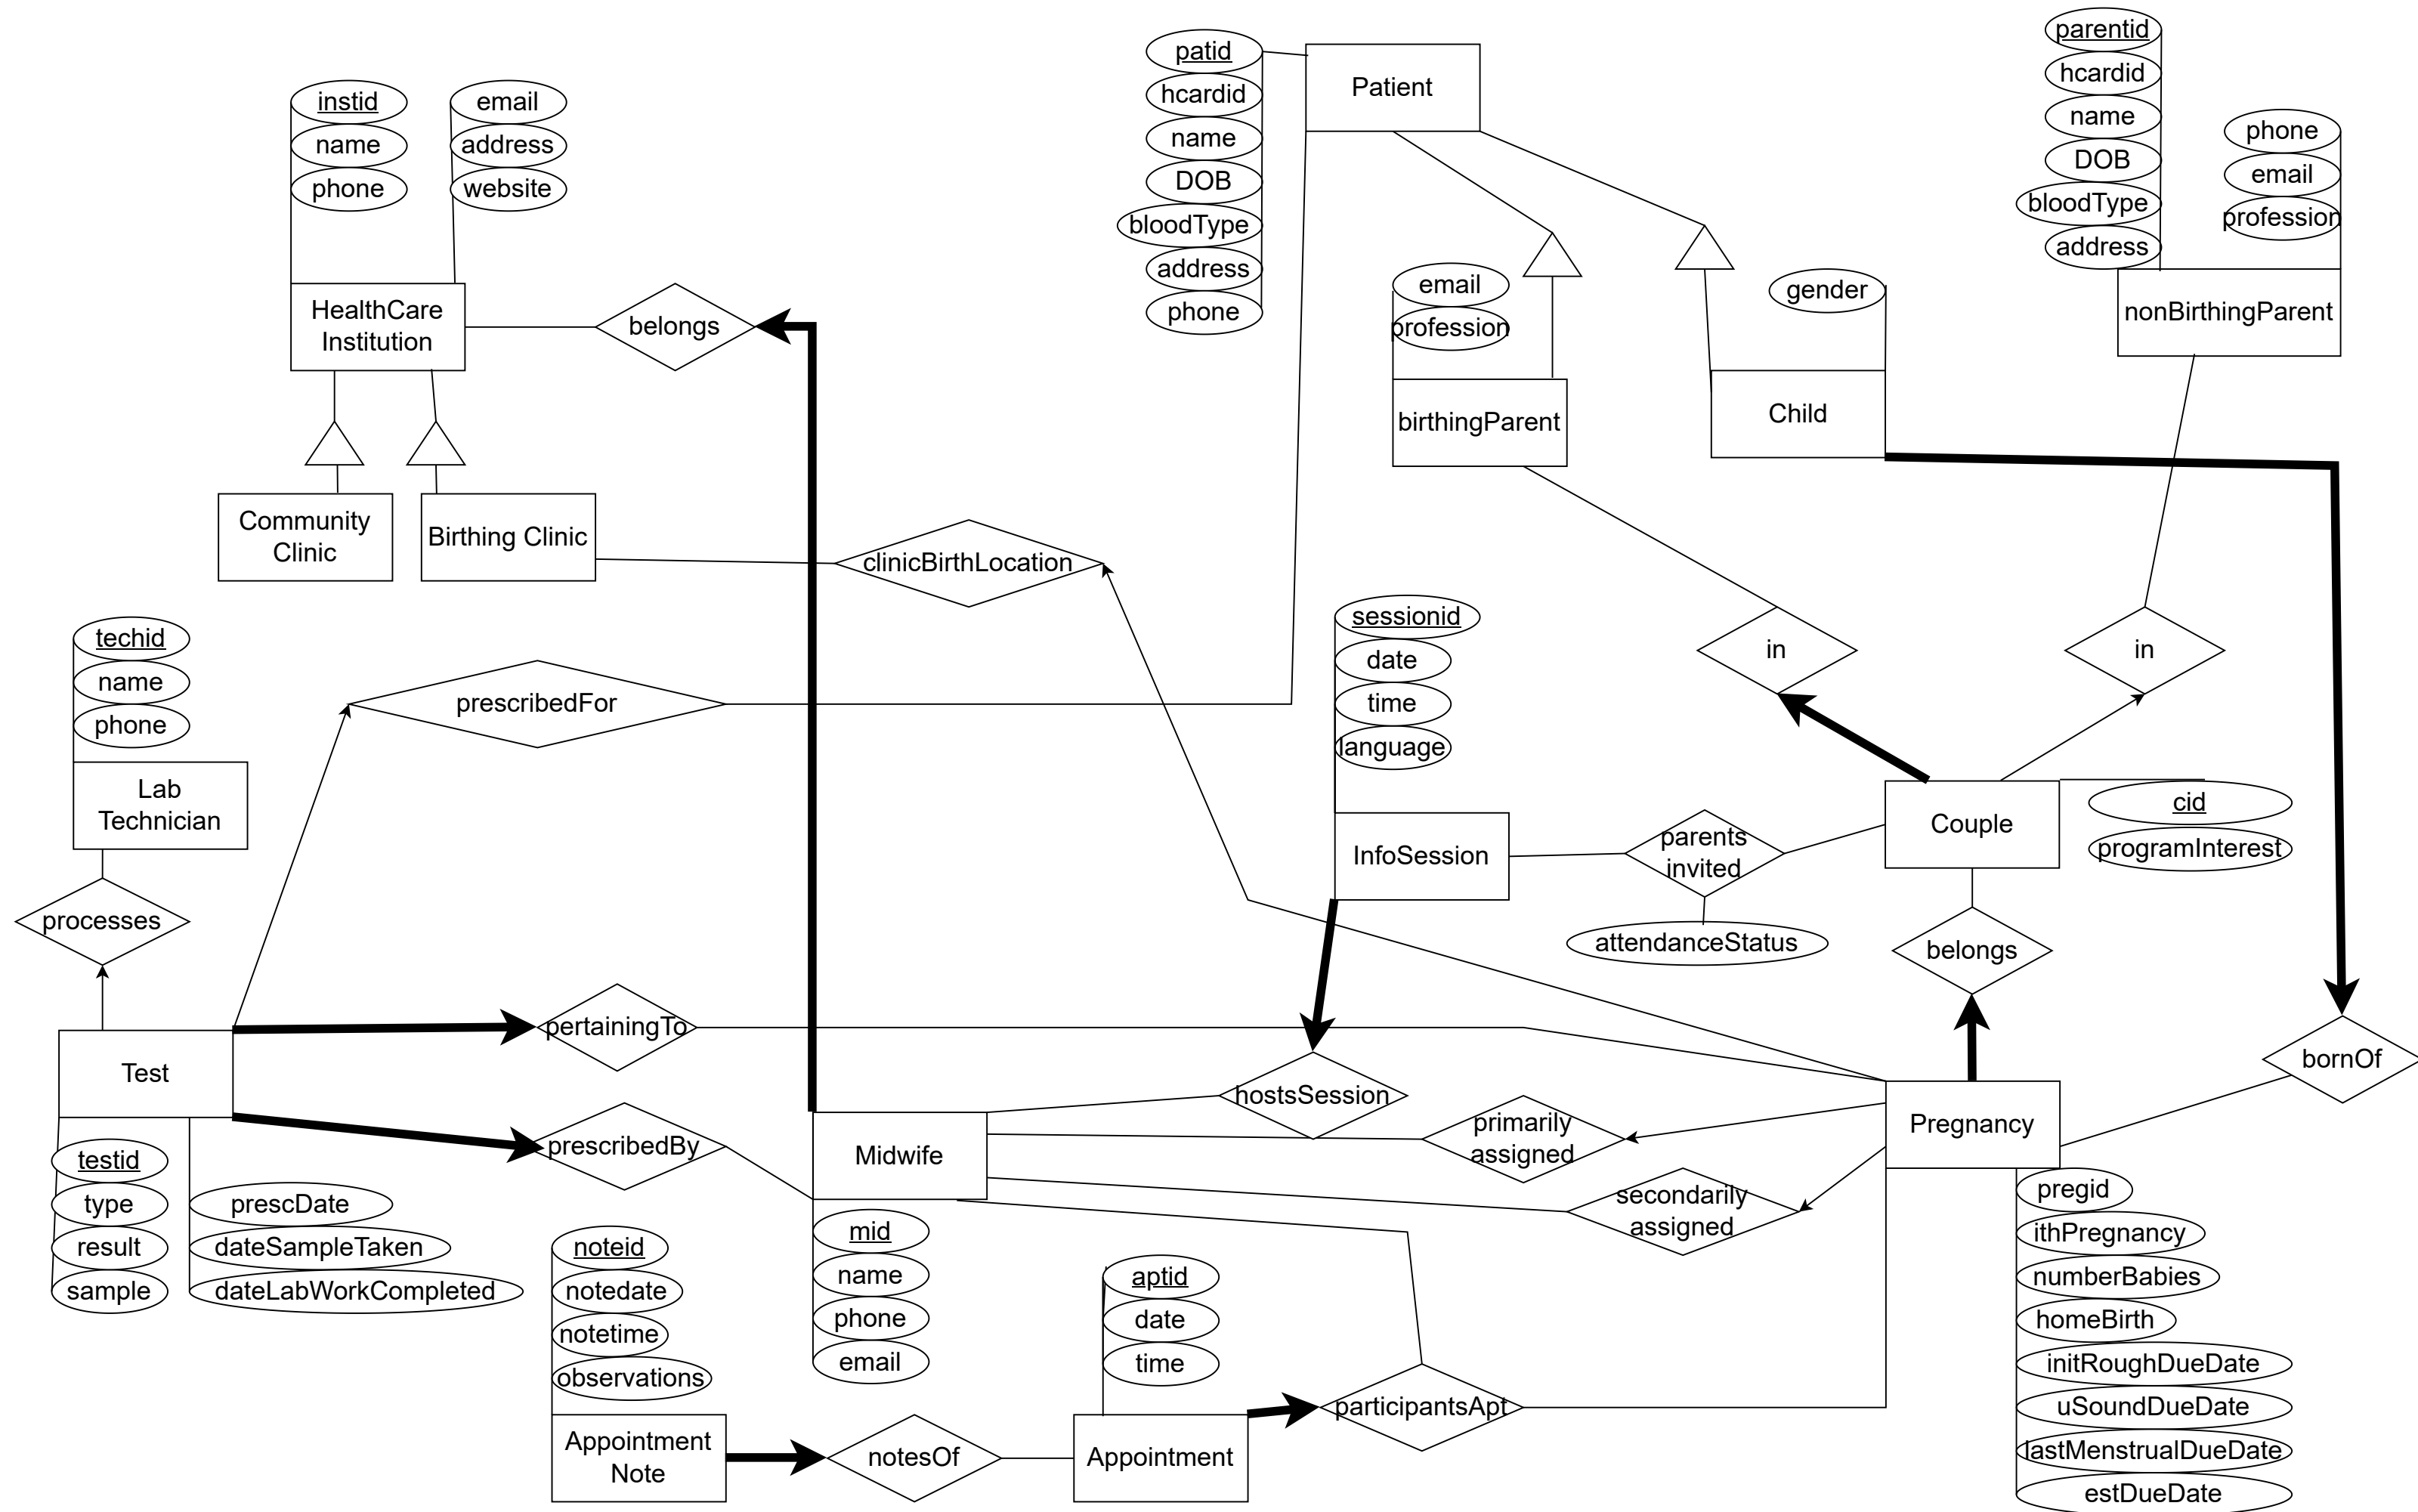 parentid
patid
Patient
hcardid
instid
email
hcardid
name
phone
name
address
name
DOB
email
phone
website
DOB
bloodType
profession
bloodType
address
address
phone
email
gender
profession
nonBirthingParent
HealthCare
Institution
belongs
birthingParent
Child
Community
Clinic
Birthing Clinic
clinicBirthLocation
sessionid
techid
date
in
in
name
prescribedFor
time
phone
language
Lab
Technician
cid
Couple
programInterest
InfoSession
parents
invited
processes
attendanceStatus
belongs
pertainingTo
bornOf
Test
hostsSession
primarily
assigned
Pregnancy
prescribedBy
Midwife
testid
secondarily
assigned
pregid
type
prescDate
mid
ithPregnancy
result
dateSampleTaken
noteid
name
aptid
numberBabies
sample
dateLabWorkCompleted
notedate
phone
date
homeBirth
notetime
email
time
initRoughDueDate
observations
participantsApt
uSoundDueDate
Appointment
Note
notesOf
Appointment
lastMenstrualDueDate
estDueDate